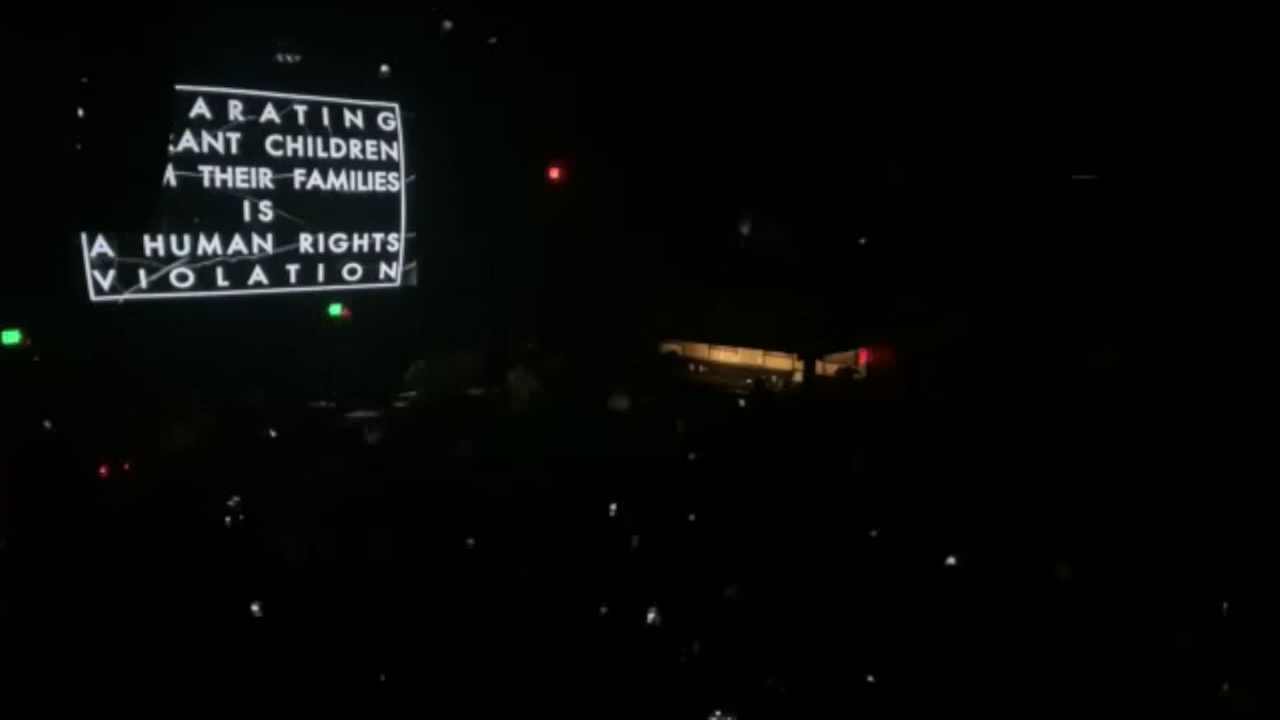 ARATING
ANT CHILDREN
THEIR FAMILIES
IS
A HUMAN RIGHTS
VIOLATION